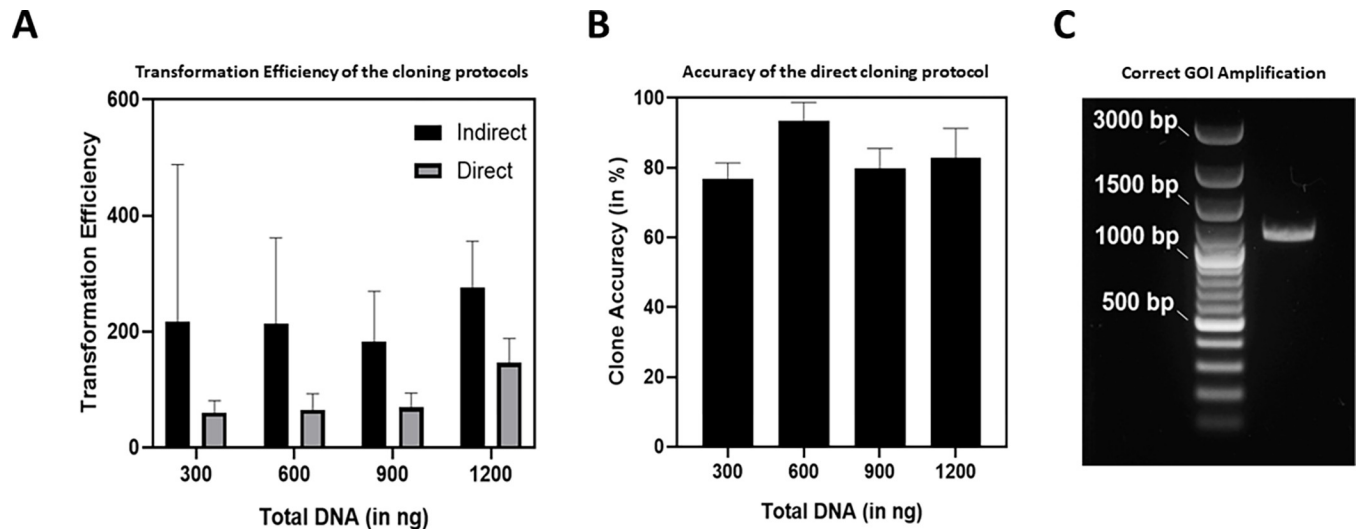 A
Transformation Efficiency of the cloning protocols
600
400
200
0
Transformation Efficiency
Indirect
Direct
300 600 900 1200
Total DNA (in ng)
B
Accuracy of the direct cloning protocol
100
80
60
40
20
0
Clone Accuracy (in %)
300 600 900 1200
Total DNA (in ng)
C
Correct GOI Amplification
3000 bp
1500 bp
1000 bp
500 bp